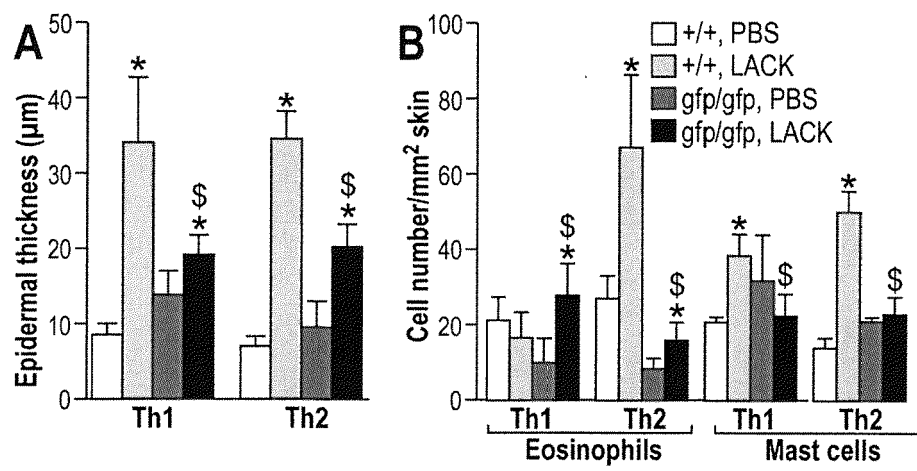 A
Epidermal thickness (µm)
50
40
30
20
10
0
*
*
$
*
$
*
Th1
Th2
B
Cell number/mm² skin
100
80
60
40
20
0
+/+, PBS
+/+, LACK
gfp/gfp, PBS
gfp/gfp, LACK
$
*
*
$
*
*
$
*
$
Th1
Th2
Th1
Th2
Eosinophils
Mast cells